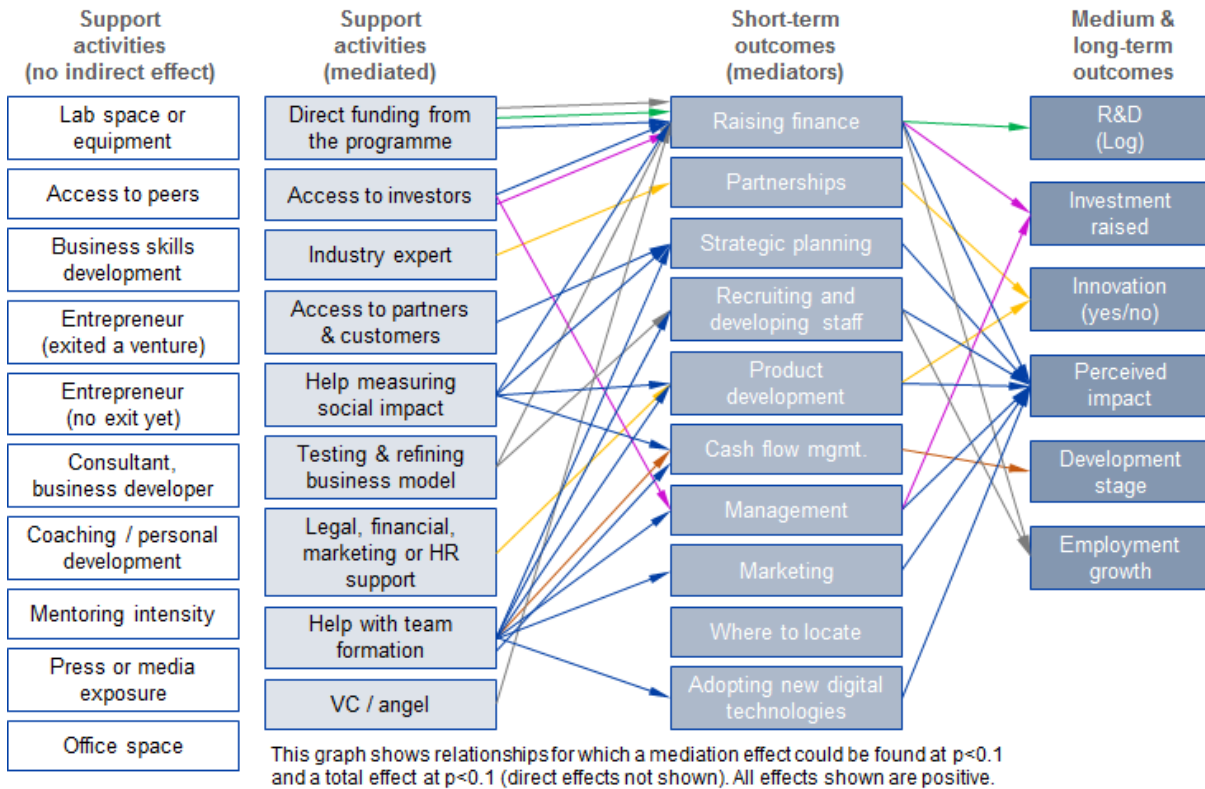 Support
activities
(no indirect effect)
Lab space or
equipment
Access to peers
Business skills
development
Entrepreneur
(exited a venture)
Entrepreneur
(no exit yet)
Consultant,
business developer
Coaching / personal
development
Mentoring intensity
Press or media
exposure
Office space
Support
activities
(mediated)
Direct funding from
the programme
Access to investors
Industry expert
Access to partners
& customers
Help measuring
social impact
Testing & refining
business model
Legal, financial,
marketing or HR
support
Help with team
formation
VC / angel
Short-term
outcomes
(mediators)
Raising finance
Partnerships
Strategic planning
Recruiting and
developing staff
Product
development
Cash flow mgmt.
Management
Marketing
Where to locate
Adopting new digital
technologies
Medium &
long-term
outcomes
R&D
(Log)
Investment
raised
Innovation
(yes/no)
Perceived
impact
Development
stage
Employment
growth
This graph shows relationships for which a mediation effect could be found at p<0.1
and a total effect at p<0.1 (direct effects not shown). All effects shown are positive.